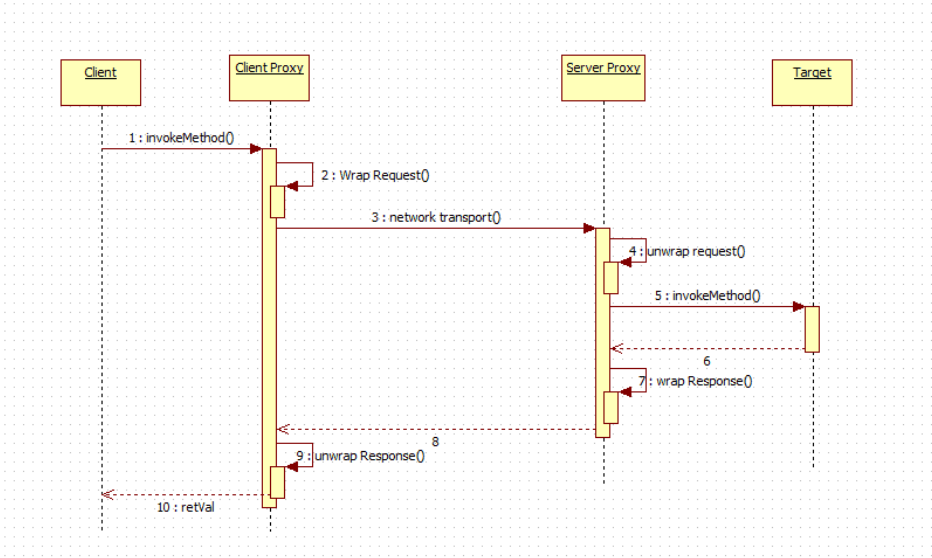 Client
Client Proxy
Server Proxy
Target
1 : invokeMethod()
2 : Wrap Request()
3 : network transport()
4 : unwrap request()
5 : invokeMethod()
6
7 : wrap Response()
8
9 : unwrap Response()
10 : retVal